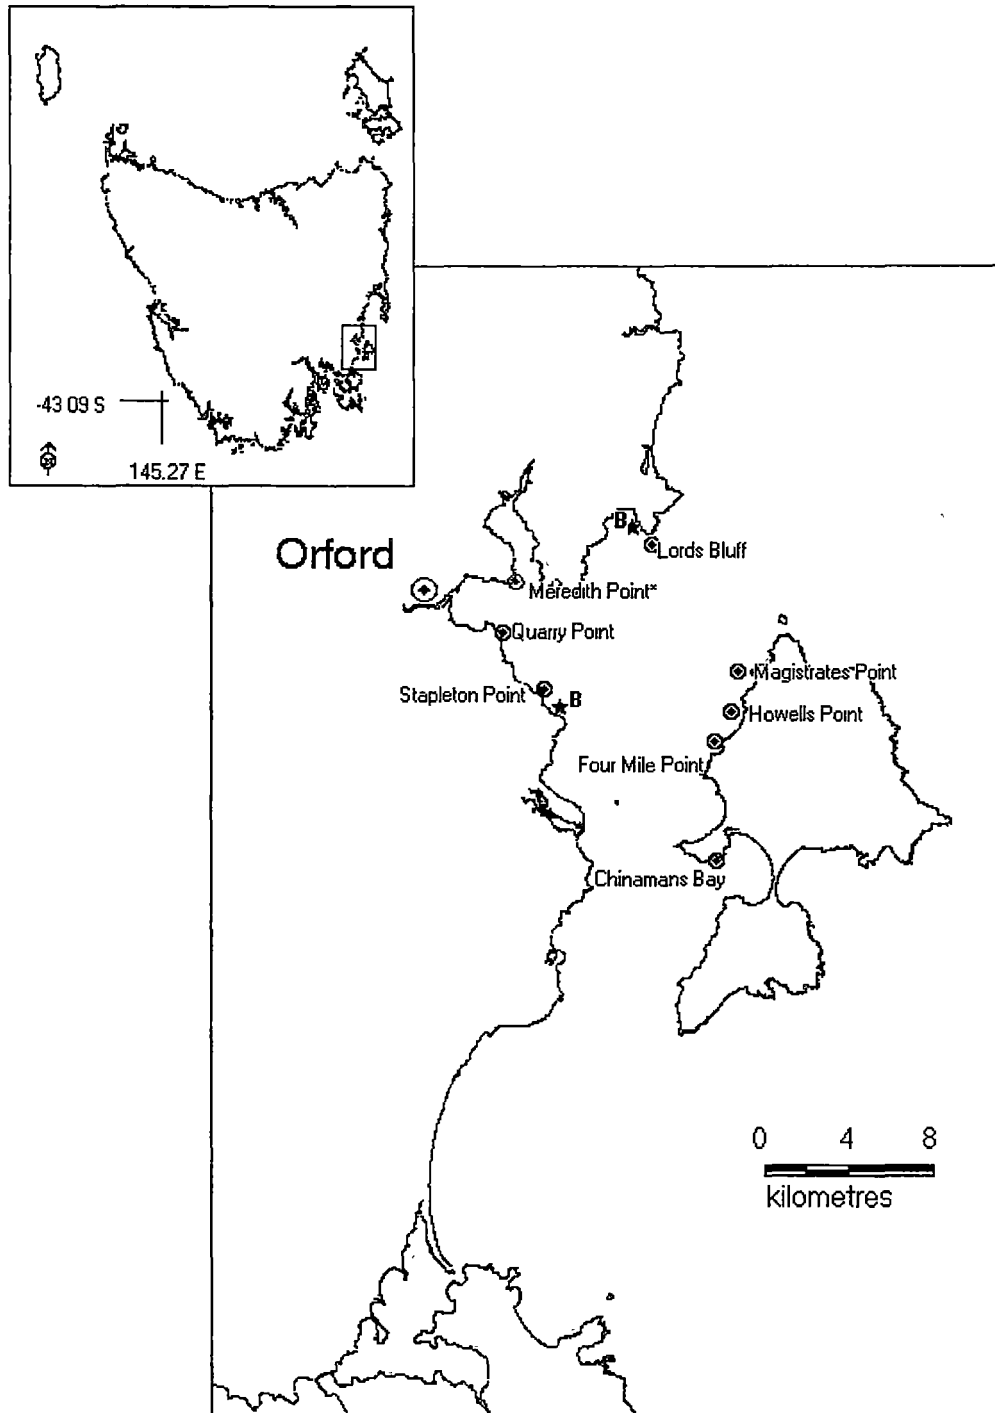 -43 09 S
145.27 E
B
Lords Bluff
Orford
Meredith Point*
Quarry Point
Magistrates Point
Stapleton Point
B
Howells Point
Four Mile Point
Chinamans Bay
0 4 8
kilometres